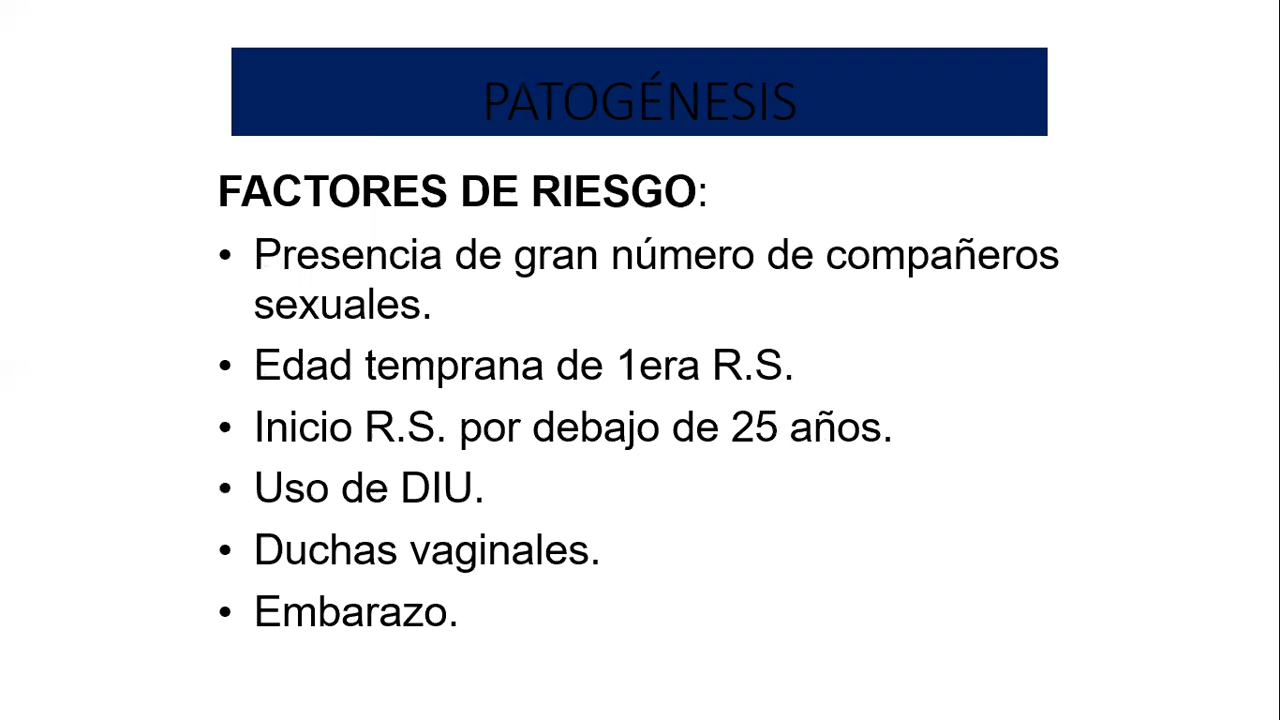 PATOGÉNESIS
FACTORES DE RIESGO:
• Presencia de gran número de compañeros
sexuales.
• Edad temprana de 1era R.S.
• Inicio R.S. por debajo de 25 años.
• Uso de DIU.
• Duchas vaginales.
• Embarazo.